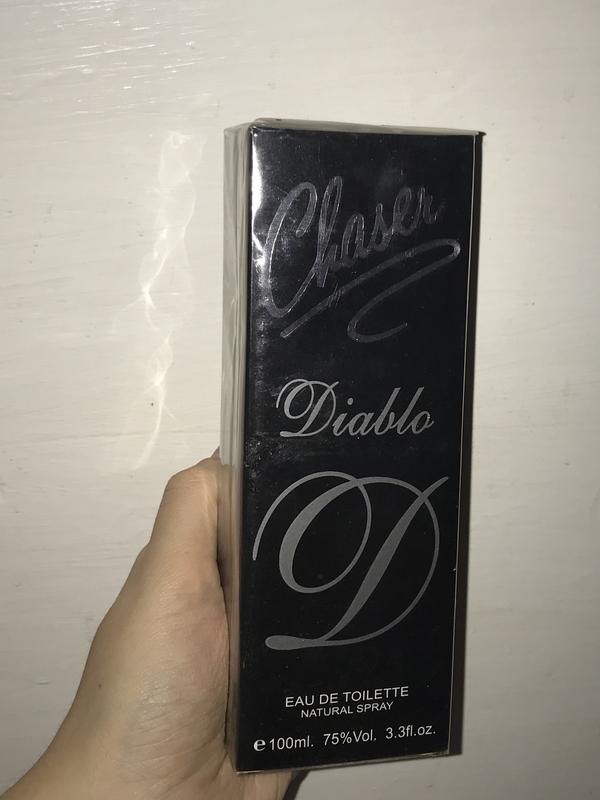 Chaser
Diablo
D
EAU DE TOILETTE
NATURAL SPRAY
℮100ml. 75%Vol. 3.3fl.oz.